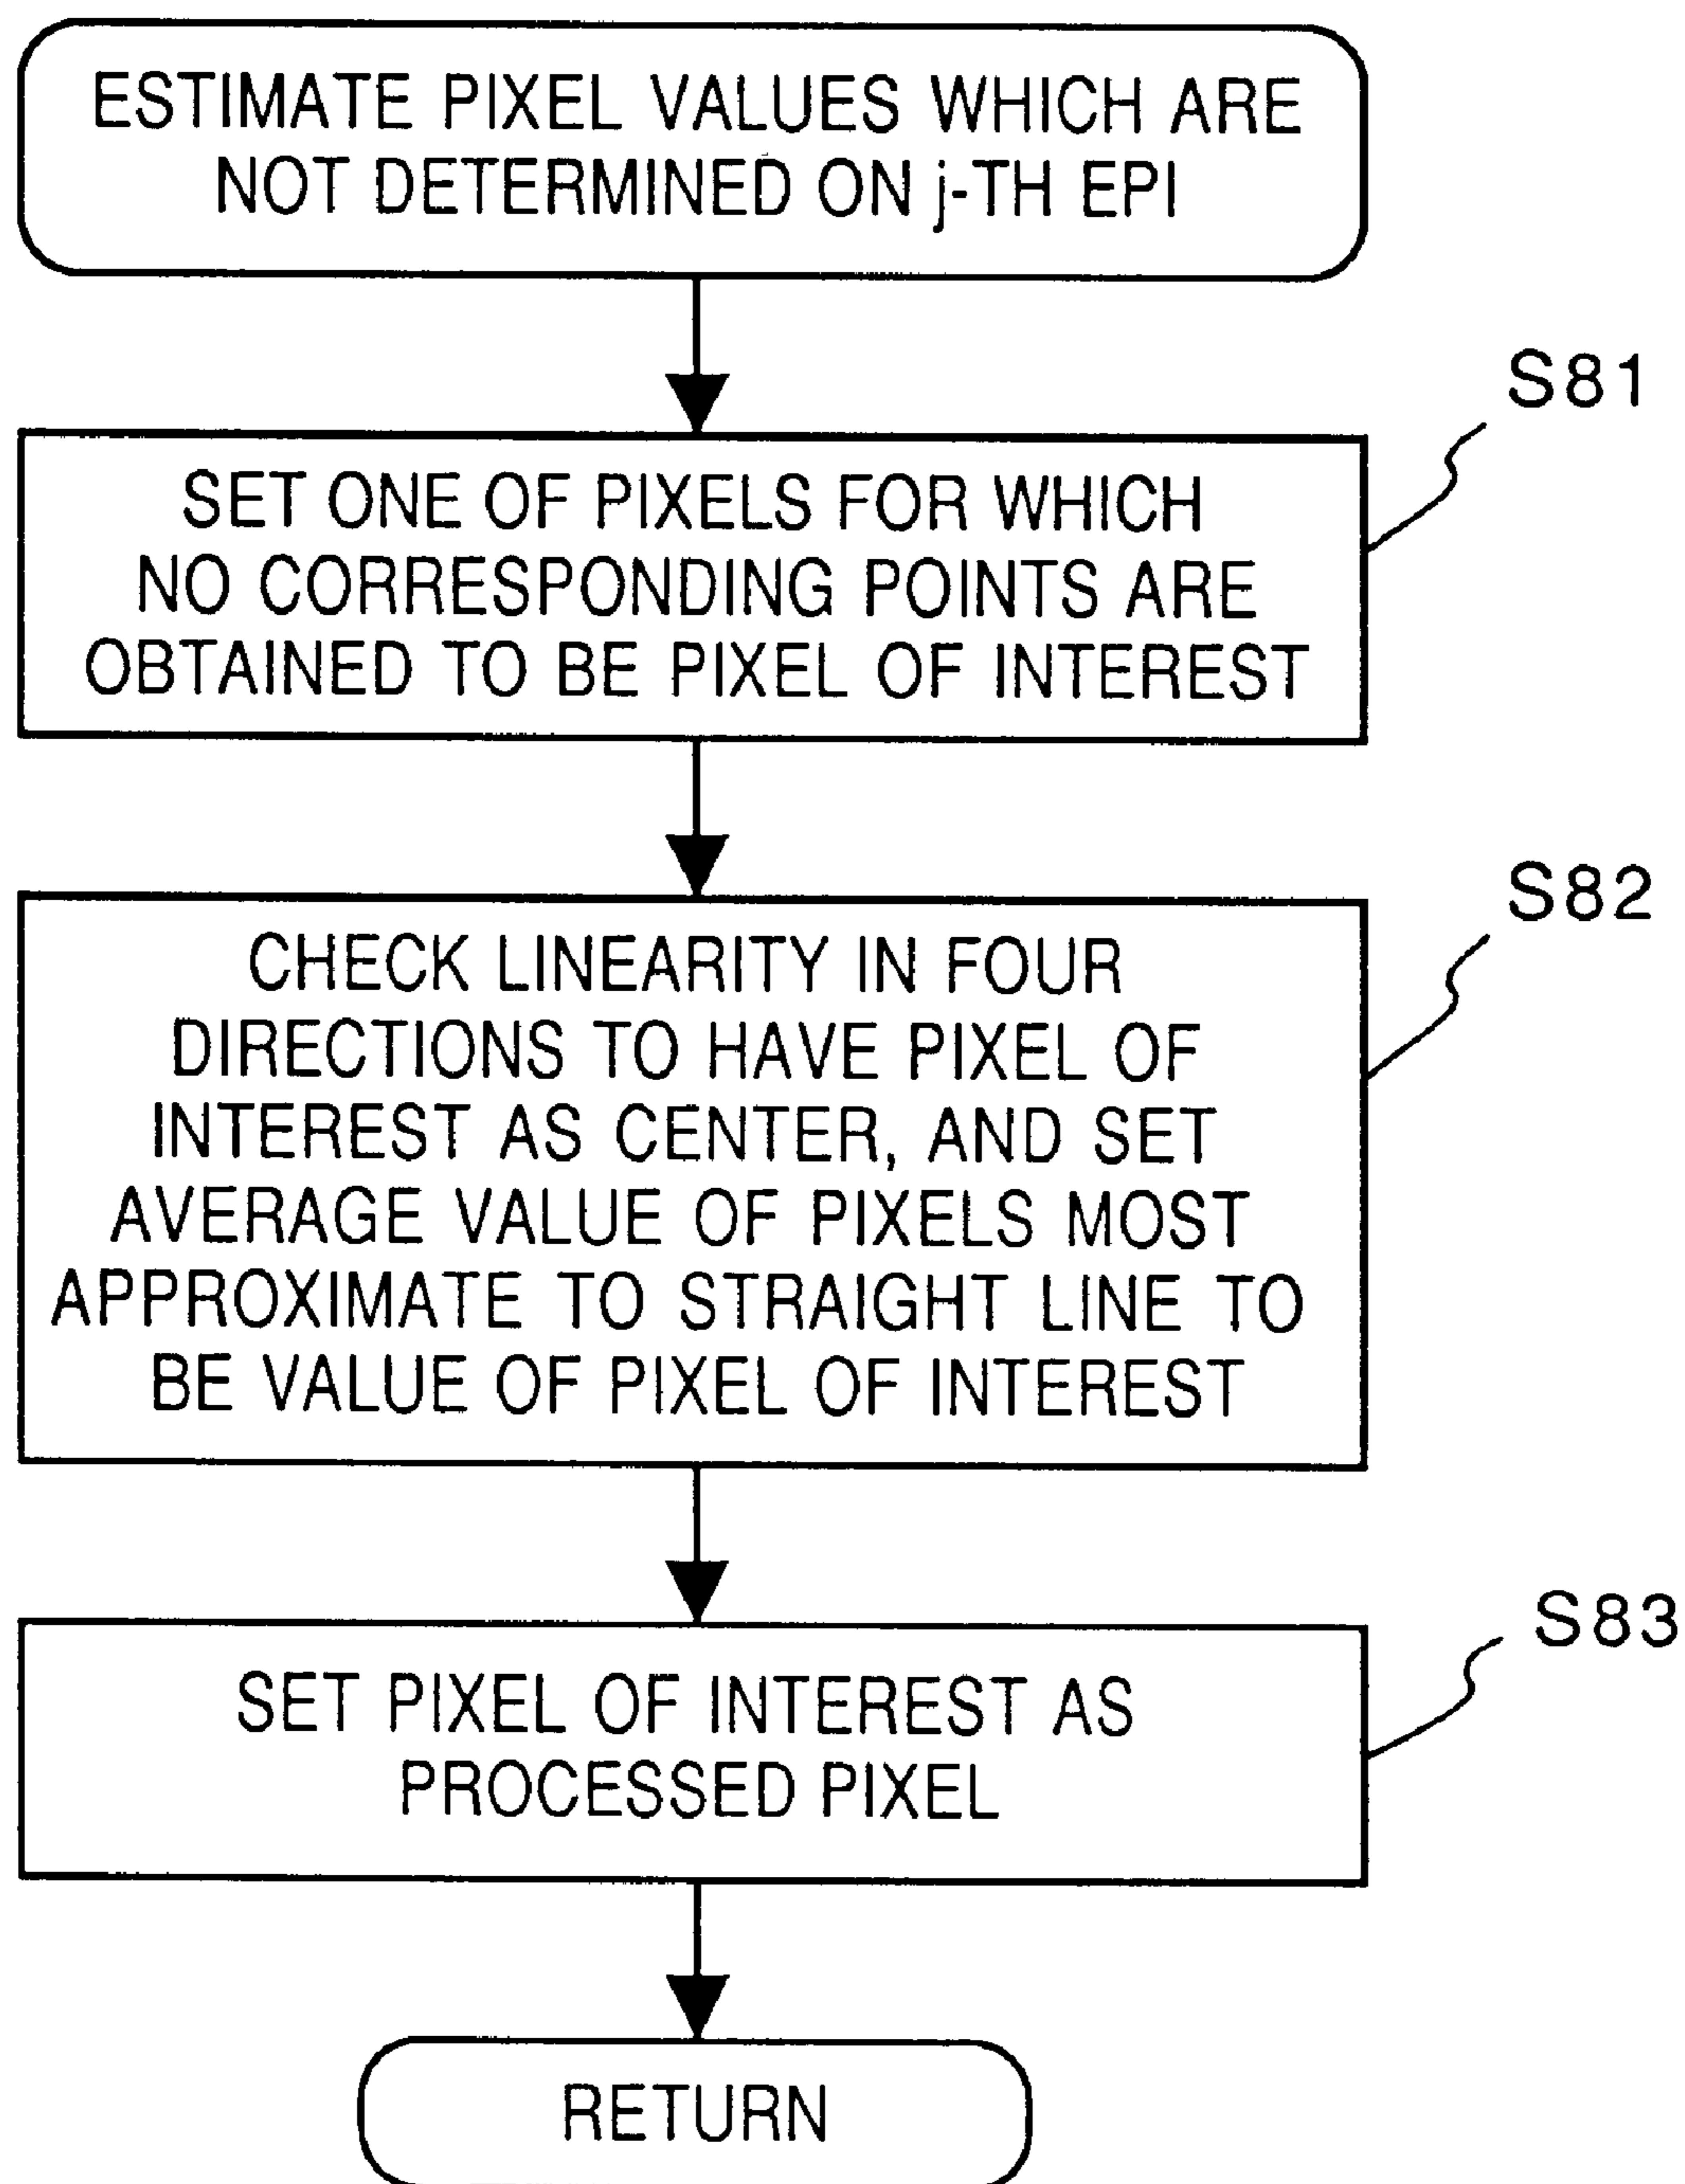 ESTIMATE PIXEL VALUES WHICH ARE
NOT DETERMINED ON j-TH EPI
S81
SET ONE OF PIXELS FOR WHICH
NO CORRESPONDING POINTS ARE
OBTAINED TO BE PIXEL OF INTEREST
S82
CHECK LINEARITY IN FOUR
DIRECTIONS TO HAVE PIXEL OF
INTEREST AS CENTER, AND SET
AVERAGE VALUE OF PIXELS MOST
APPROXIMATE TO STRAIGHT LINE TO
BE VALUE OF PIXEL OF INTEREST
S83
SET PIXEL OF INTEREST AS
PROCESSED PIXEL
RETURN